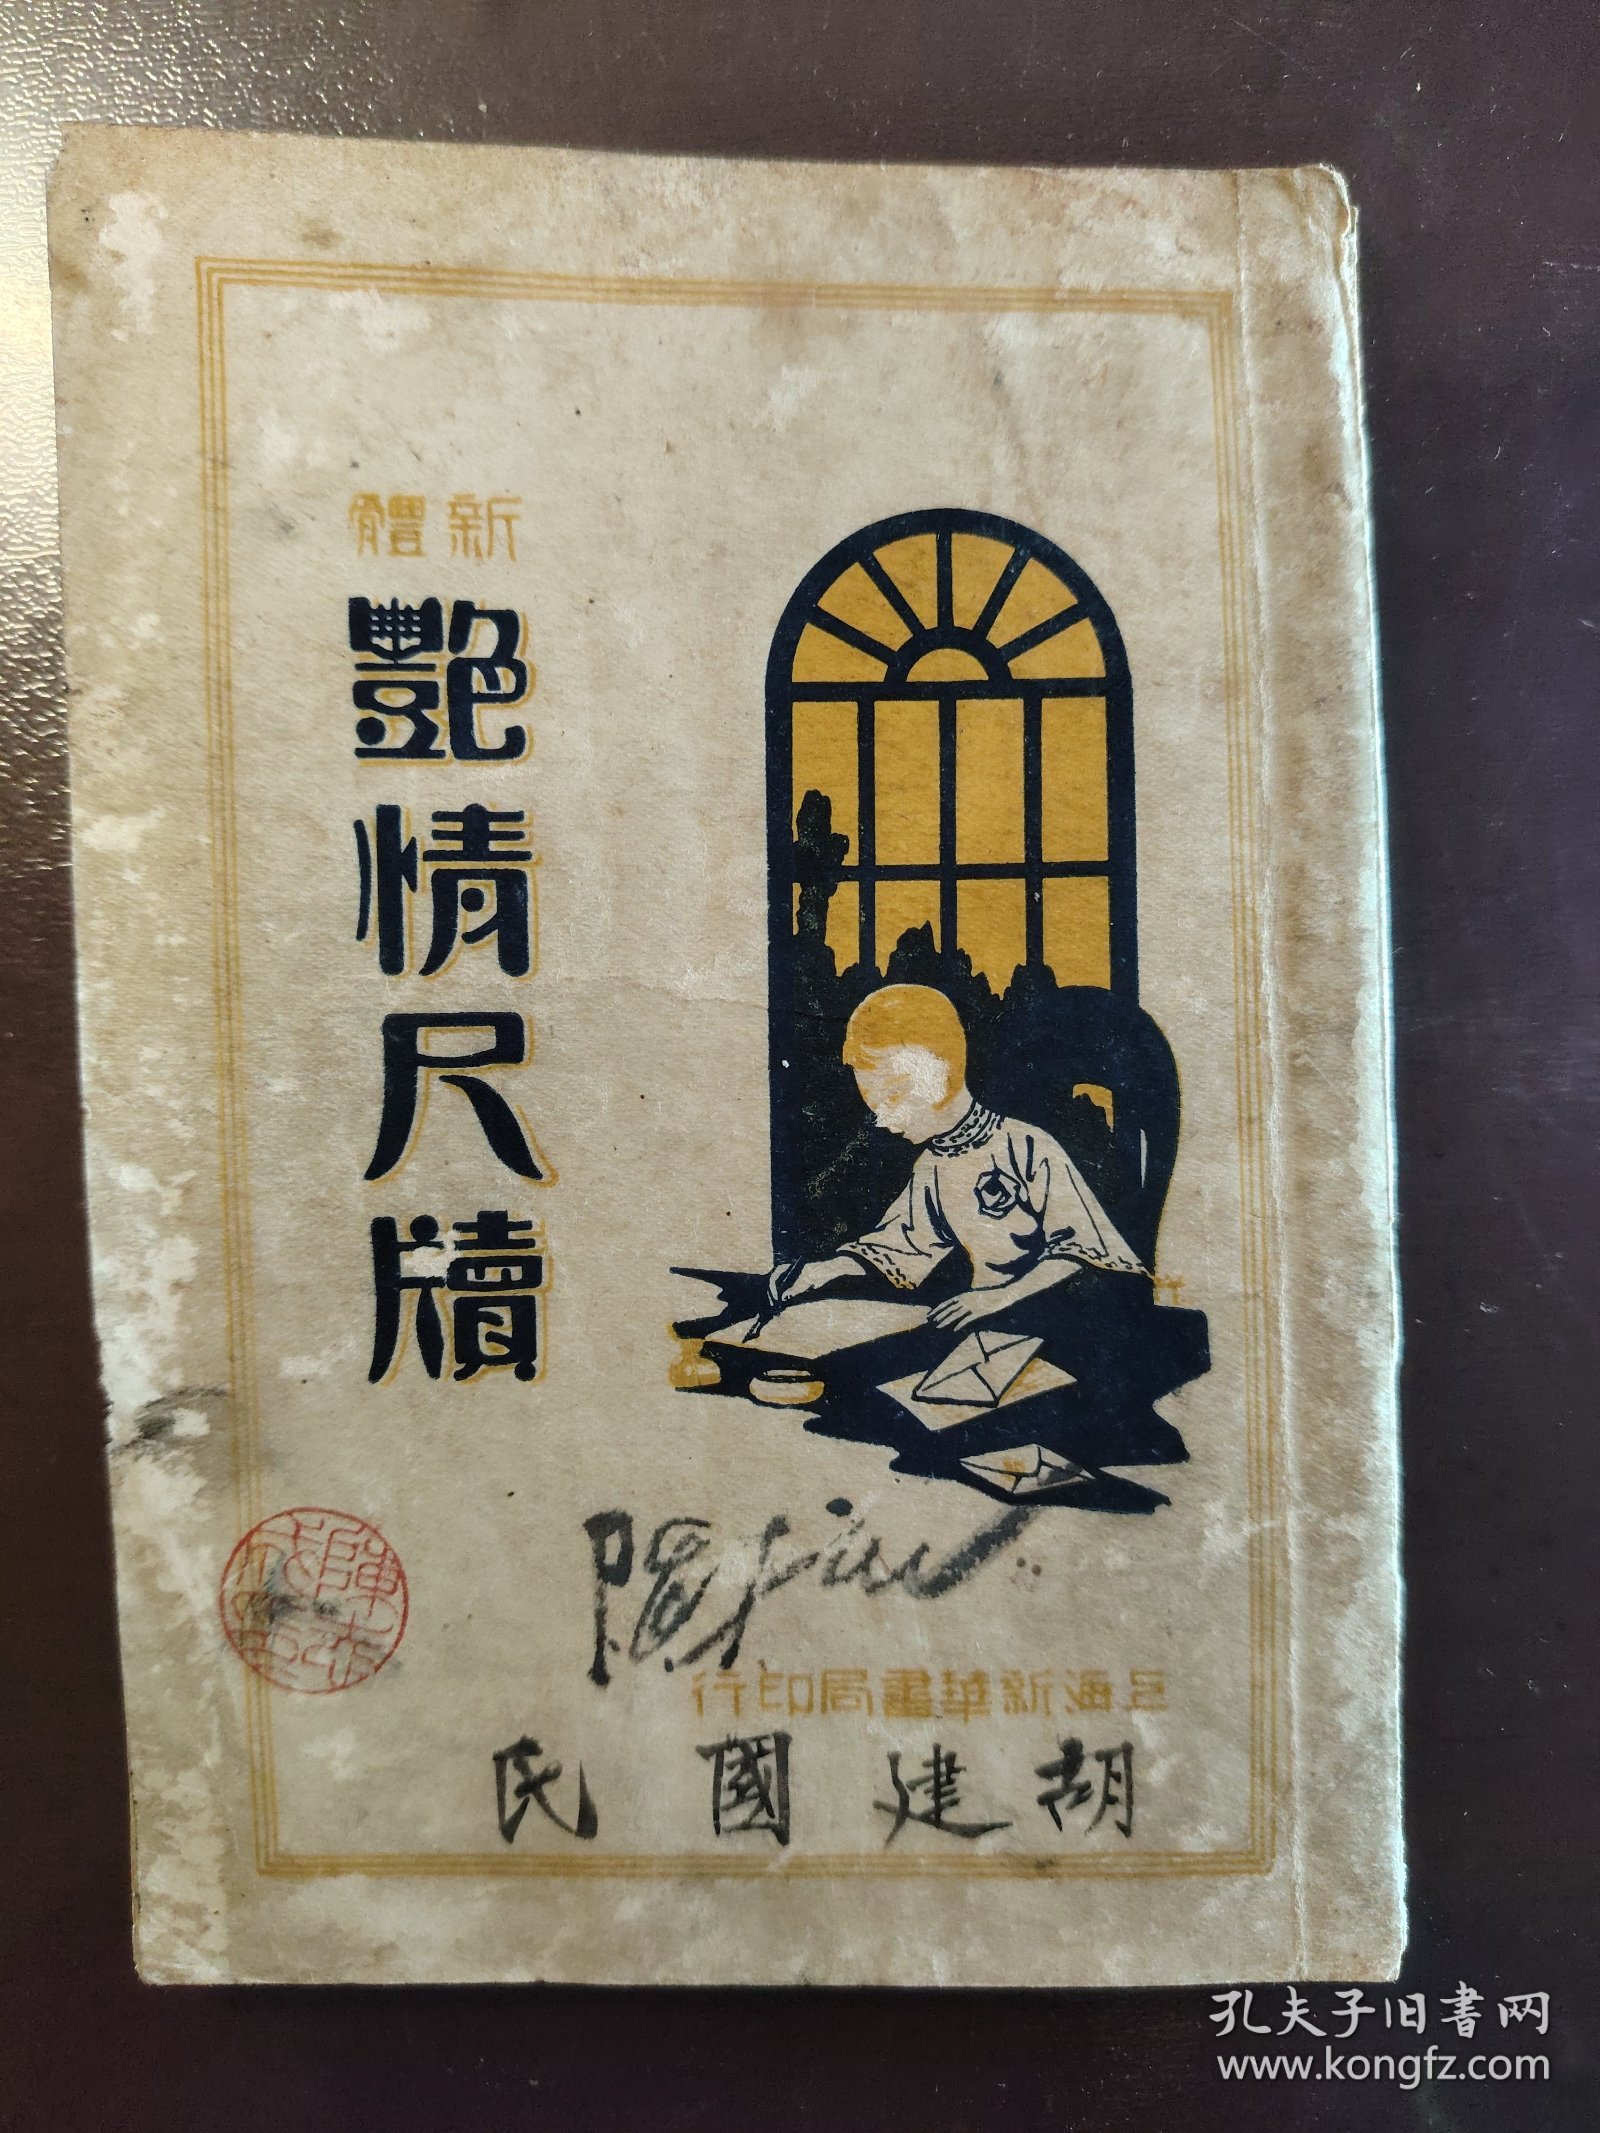 新體
艷情尺牘
上海新華書局印行
胡建國民
孔夫子旧书网
www.kongfz.com